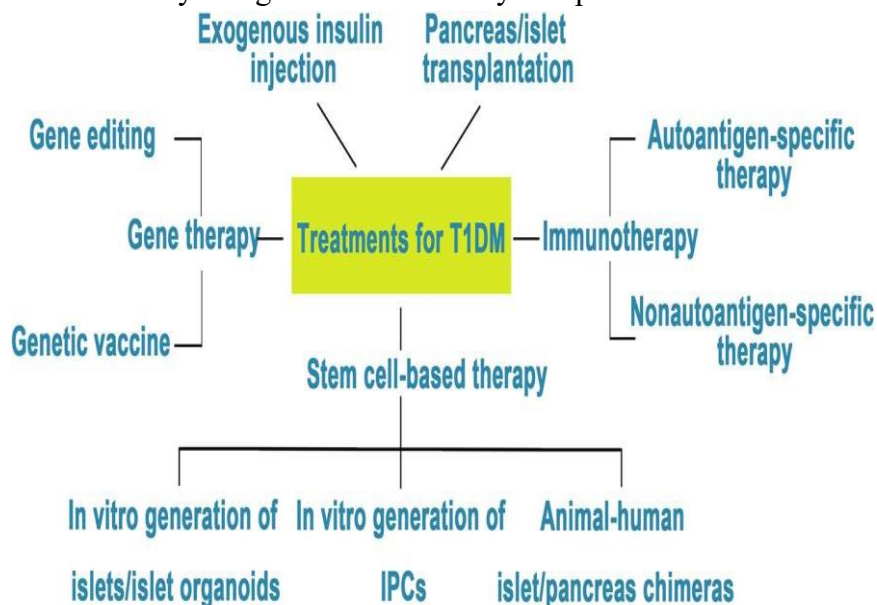 Exogenous insulin
injection
Pancreas/islet
transplantation
Gene editing
Autoantigen-specific
therapy
Gene therapy
Treatments for T1DM
Immunotherapy
Genetic vaccine
Nonautoantigen-specific
therapy
Stem cell-based therapy
In vitro generation of
islets/islet organoids
In vitro generation of
IPCs
Animal-human
islet/pancreas chimeras